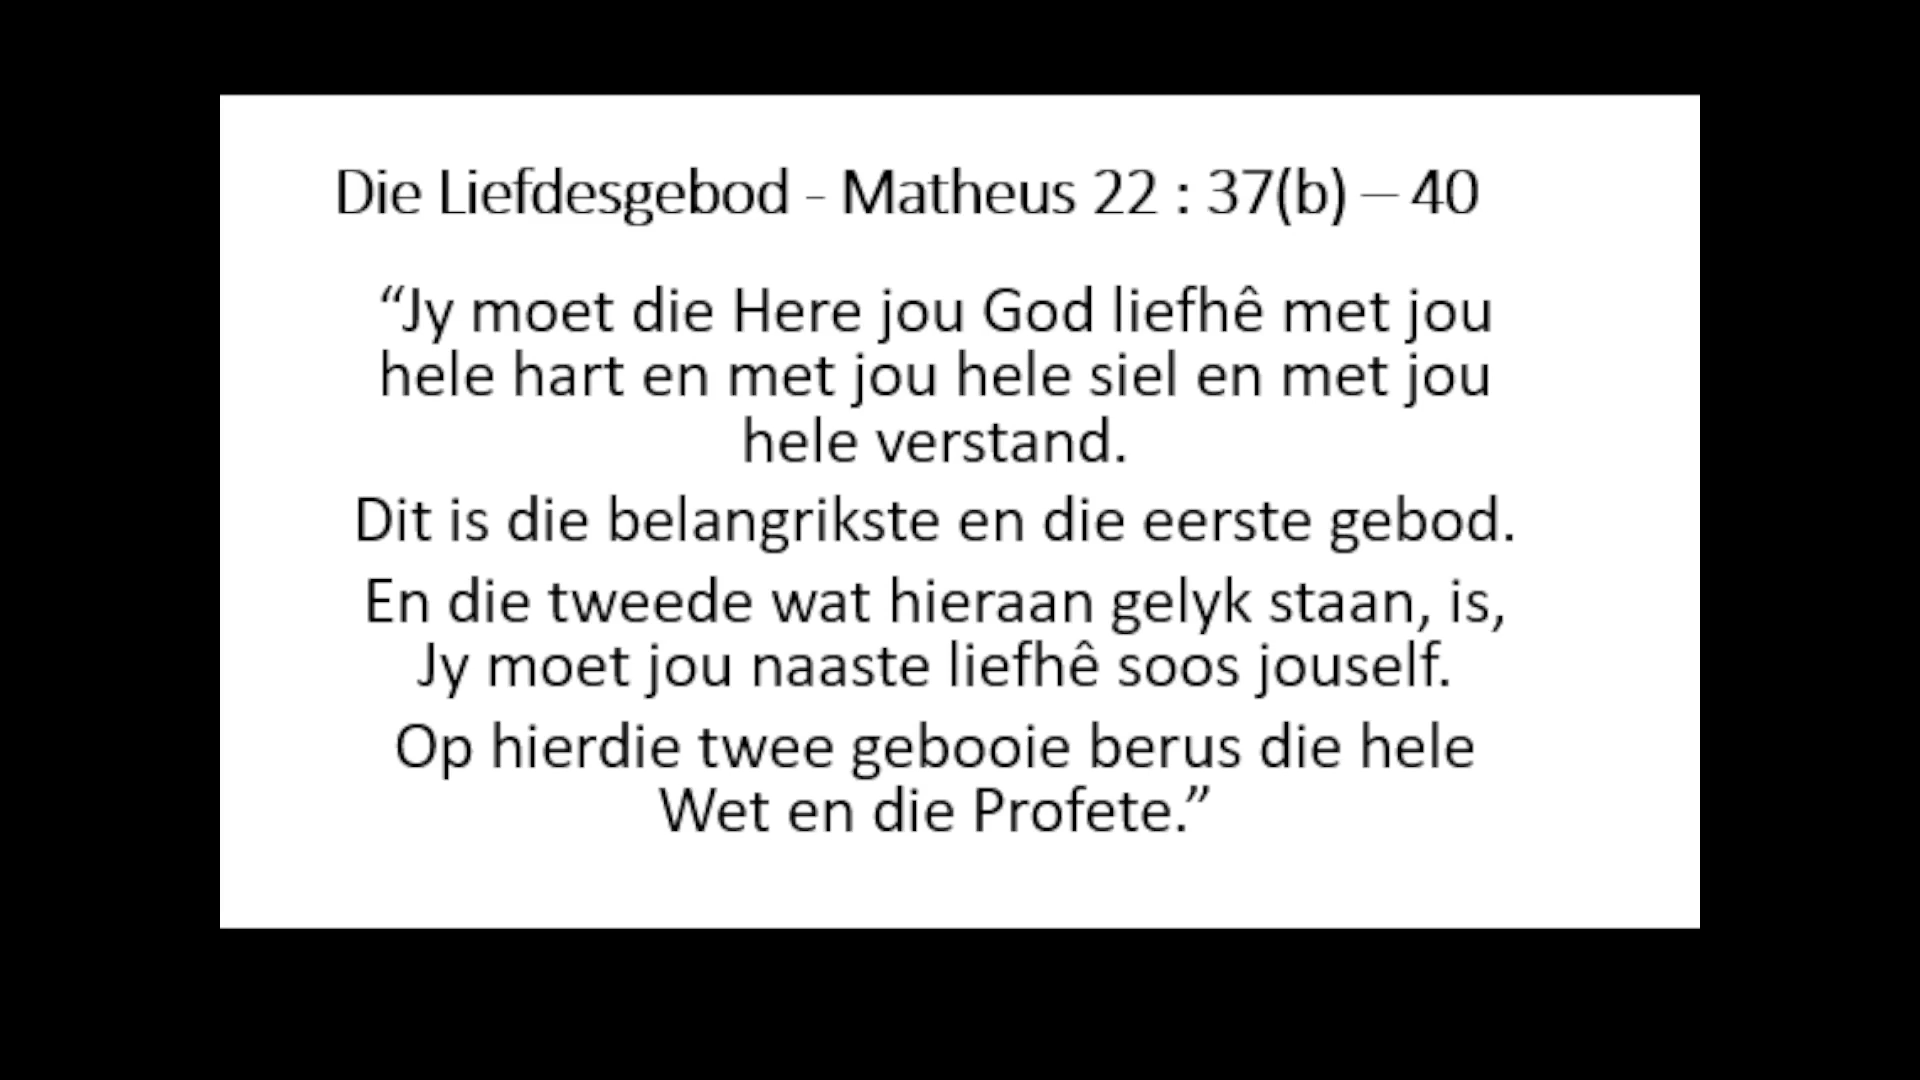 Die Liefdesgebod - Matheus 22 : 37(b) – 40
“Jy moet die Here jou God liefhê met jou
hele hart en met jou hele siel en met jou
hele verstand.
Dit is die belangrikste en die eerste gebod.
En die tweede wat hieraan gelyk staan, is,
Jy moet jou naaste liefhê soos jouself.
Op hierdie twee gebooie berus die hele
Wet en die Profete.”